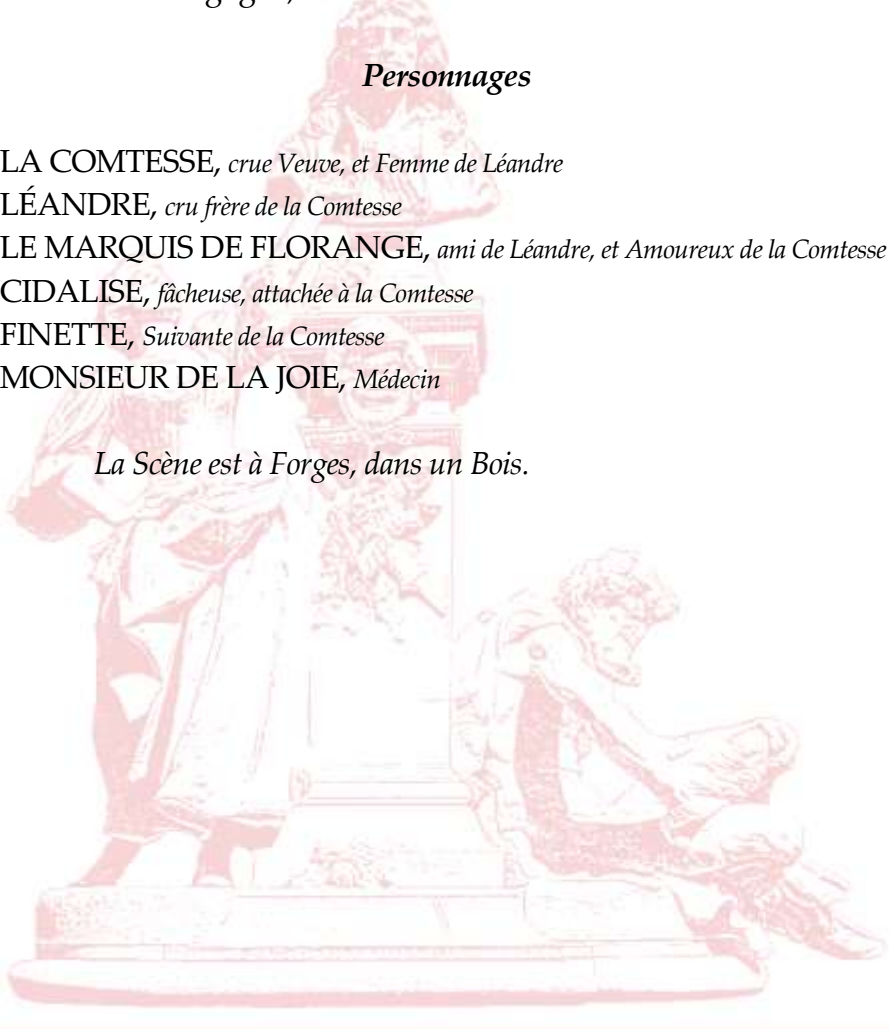 Personnages
LA COMTESSE, crue Veuve, et Femme de Léandre
LÉANDRE, cru frère de la Comtesse
LE MARQUIS DE FLORANGE, ami de Léandre, et Amoureux de la Comtesse
CIDALISE, fâcheuse, attachée à la Comtesse
FINETTE, Suivante de la Comtesse
MONSIEUR DE LA JOIE, Médecin
La Scène est à Forges, dans un Bois.